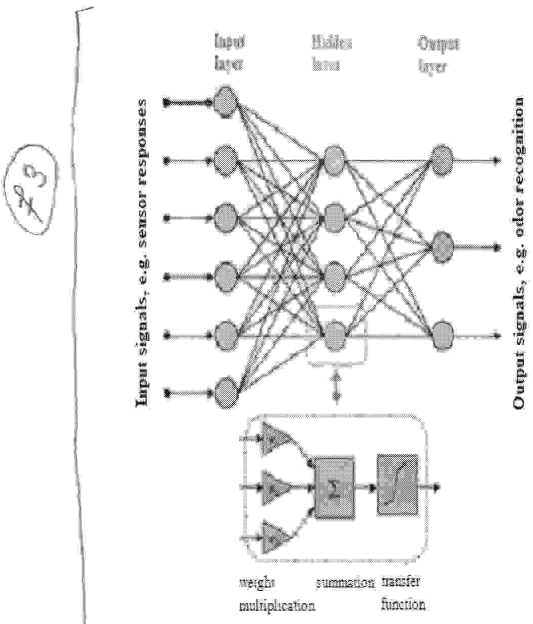 Input
layer
Hidden
layer
Output
layer
Input signals, e.g. sensor responses
Output signals, e.g. odor recognition
Σ
weight
multiplication
summation
transfer
function